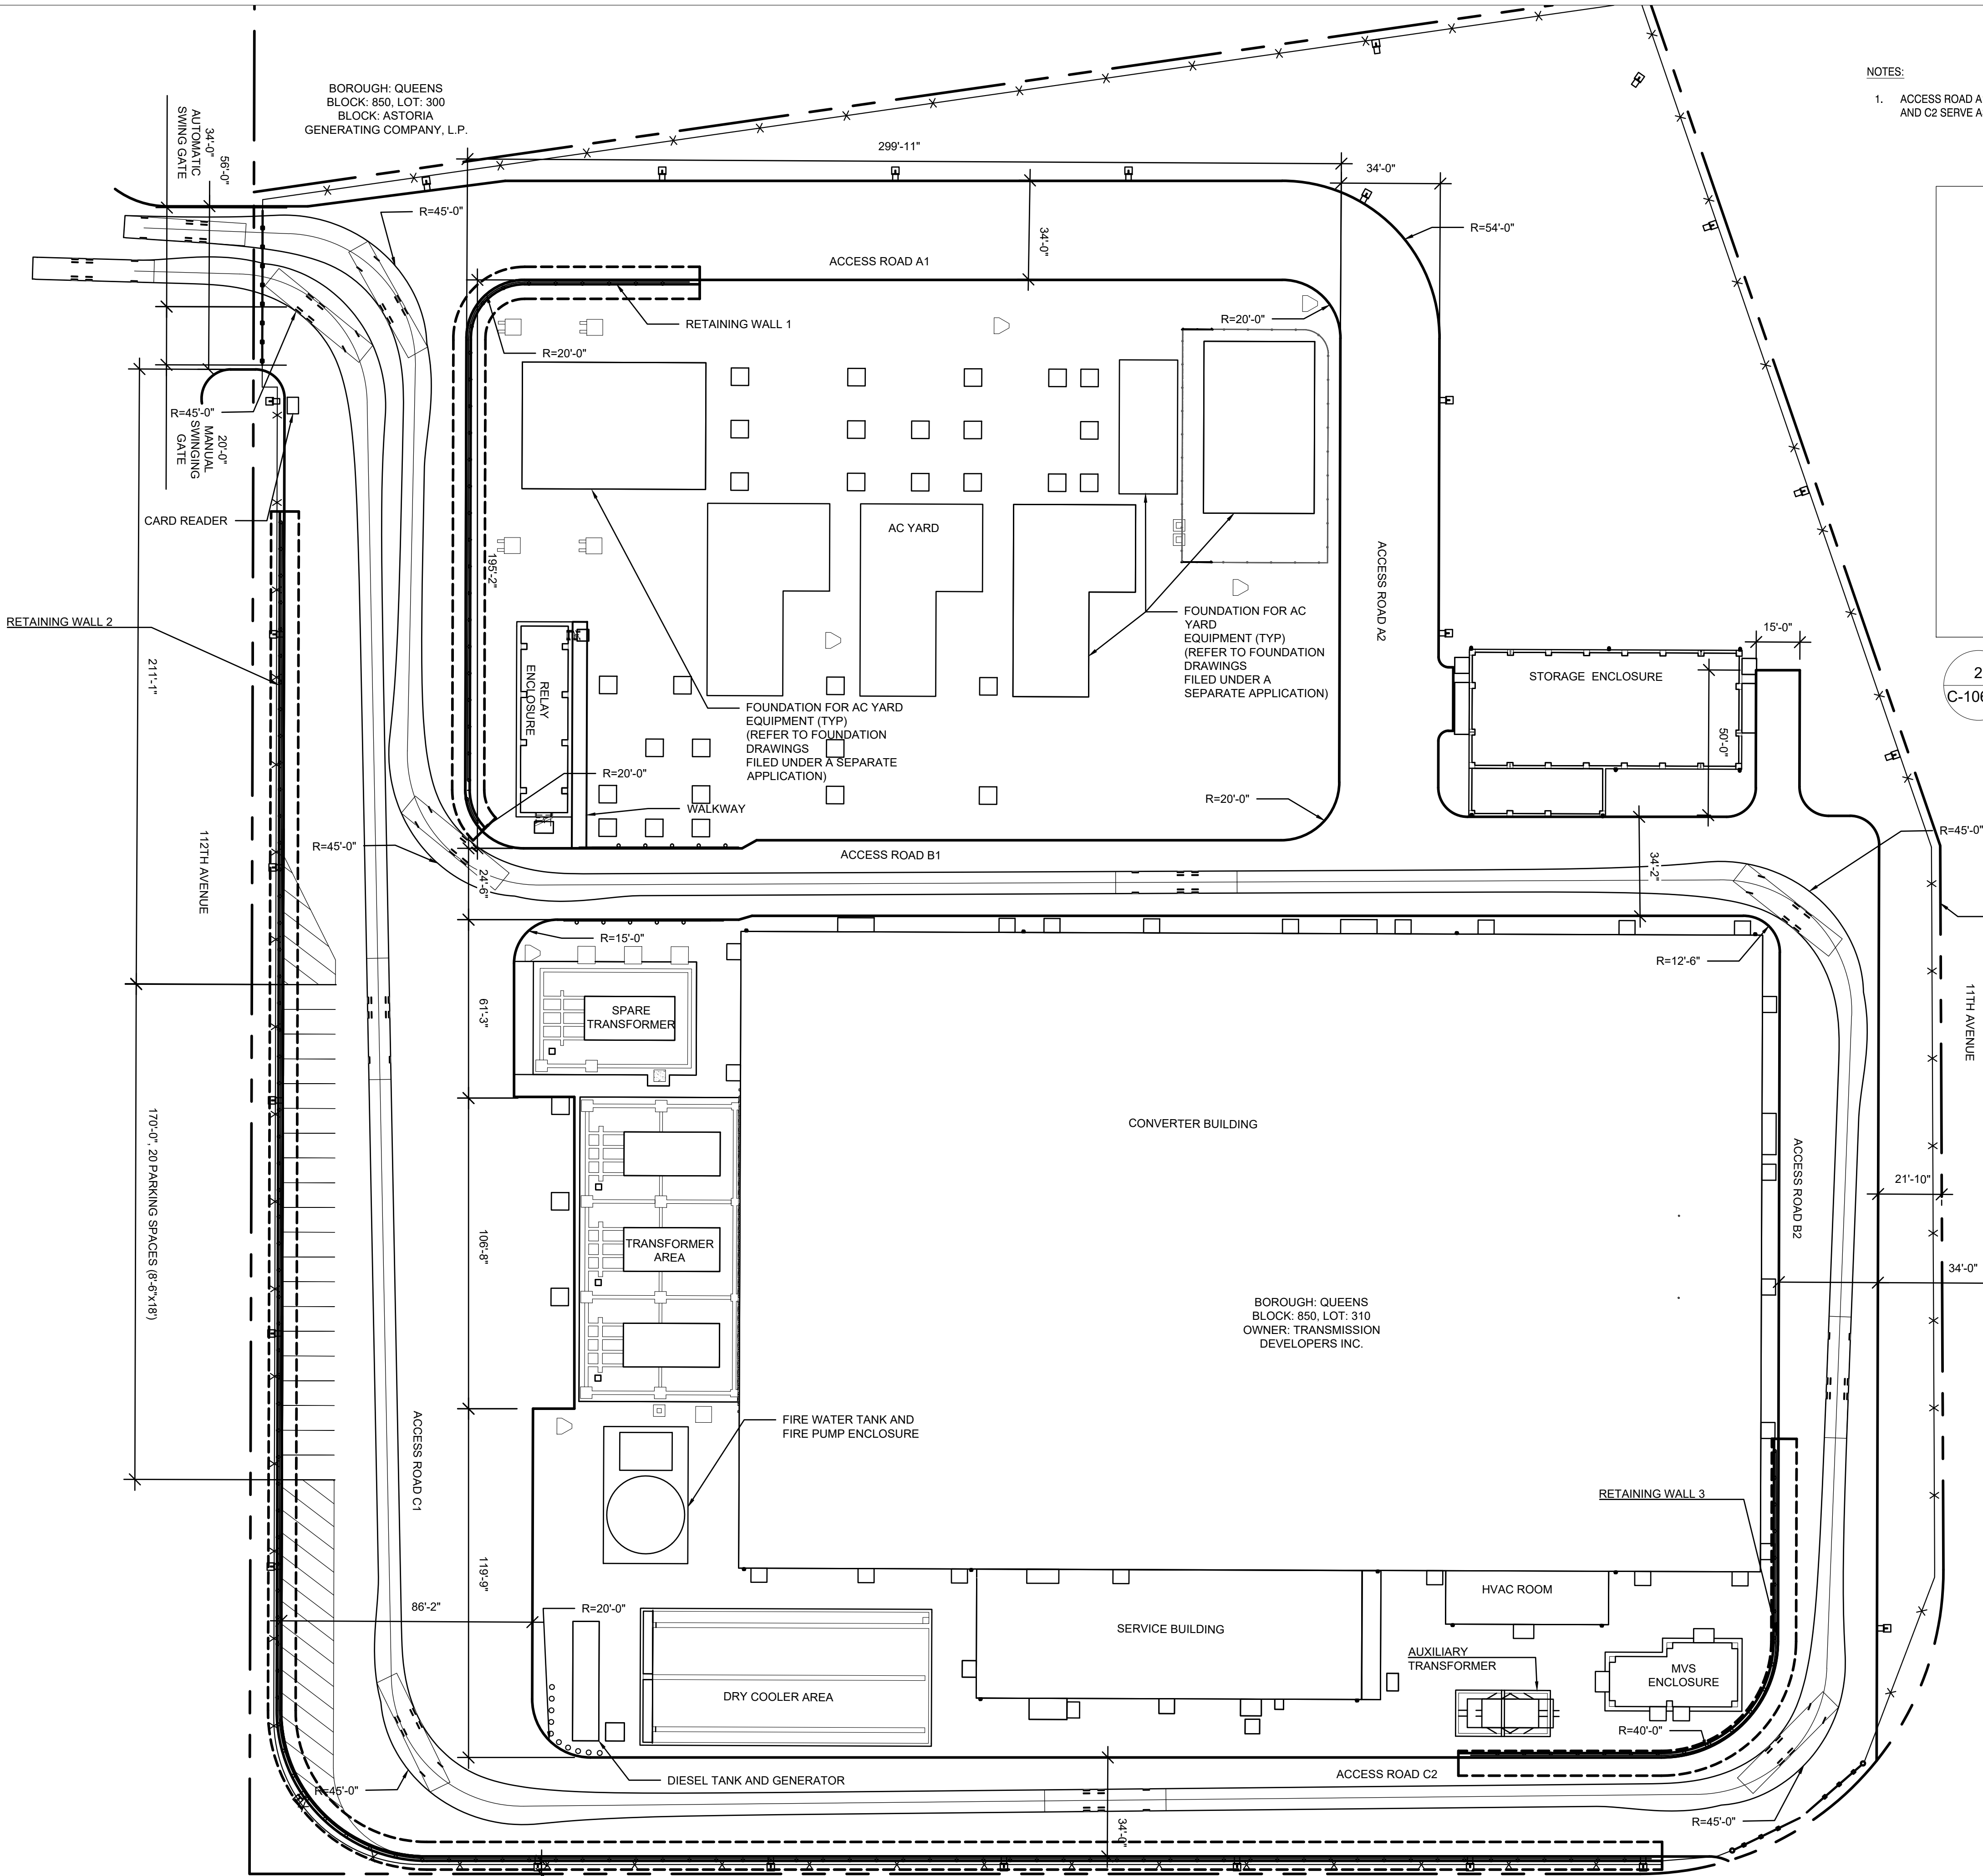 NOTES:
1. ACCESS ROAD A
AND C2 SERVE A
BOROUGH: QUEENS
BLOCK: 850, LOT: 300
BLOCK: ASTORIA
GENERATING COMPANY, L.P.
56'-0"
34'-0"
AUTOMATIC
SWING GATE
299'-11"
34'-0"
R=45'-0"
R=54'-0"
34'-0"
ACCESS ROAD A1
RETAINING WALL 1
R=20'-0"
R=20'-0"
R=45'-0"
20'-0"
MANUAL
SWINGING
GATE
CARD READER
AC YARD
195'-2"
ACCESS ROAD A2
RETAINING WALL 2
211'-1"
FOUNDATION FOR AC
YARD
EQUIPMENT (TYP)
(REFER TO FOUNDATION
DRAWINGS
FILED UNDER A
SEPARATE APPLICATION)
15'-0"
STORAGE ENCLOSURE
50'-0"
2
C-106
RELAY
ENCLOSURE
FOUNDATION FOR AC YARD
EQUIPMENT (TYP)
(REFER TO FOUNDATION
DRAWINGS
FILED UNDER A SEPARATE
APPLICATION)
R=20'-0"
WALKWAY
R=20'-0"
112TH AVENUE
R=45'-0"
ACCESS ROAD B1
24'-6"
34'-2"
R=45'-0"
R=15'-0"
R=12'-6"
SPARE
TRANSFORMER
61'-3"
11TH AVENUE
CONVERTER BUILDING
170'-0", 20 PARKING SPACES (8'-6"x18')
106'-8"
TRANSFORMER
AREA
ACCESS ROAD B2
21'-10"
34'-0"
BOROUGH: QUEENS
BLOCK: 850, LOT: 310
OWNER: TRANSMISSION
DEVELOPERS INC.
ACCESS ROAD C1
FIRE WATER TANK AND
FIRE PUMP ENCLOSURE
RETAINING WALL 3
119'-9"
86'-2"
R=20'-0"
HVAC ROOM
SERVICE BUILDING
AUXILIARY
TRANSFORMER
MVS
ENCLOSURE
DRY COOLER AREA
R=40'-0"
DIESEL TANK AND GENERATOR
ACCESS ROAD C2
R=45'-0"
34'-0"
R=45'-0"